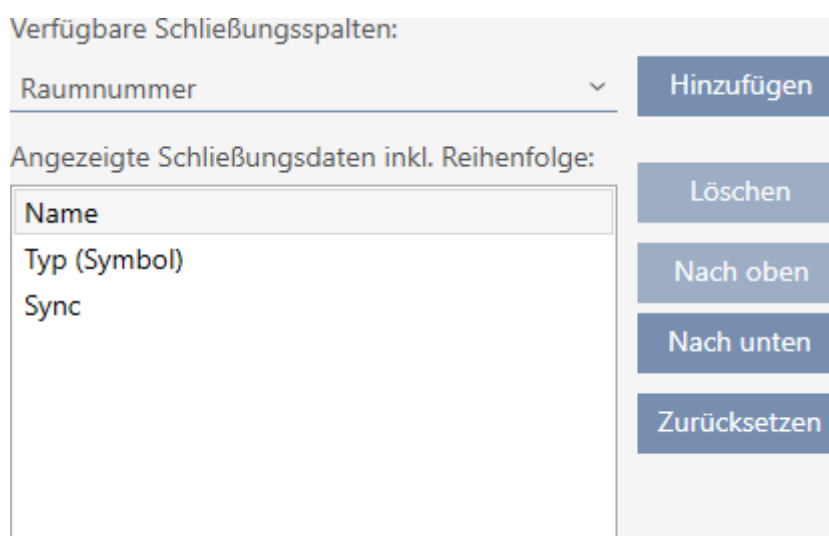 Verfügbare Schließungsspalten:
Raumnummer
Hinzufügen
Angezeigte Schließungsdaten inkl. Reihenfolge:
Name
Typ (Symbol)
Sync
Löschen
Nach oben
Nach unten
Zurücksetzen